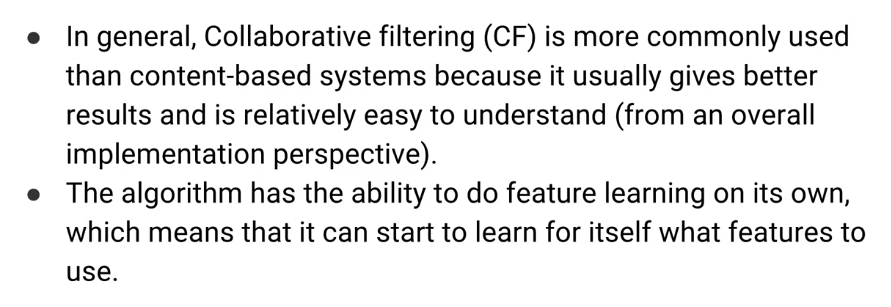 ● In general, Collaborative filtering (CF) is more commonly used
than content-based systems because it usually gives better
results and is relatively easy to understand (from an overall
implementation perspective).
● The algorithm has the ability to do feature learning on its own,
which means that it can start to learn for itself what features to
use.